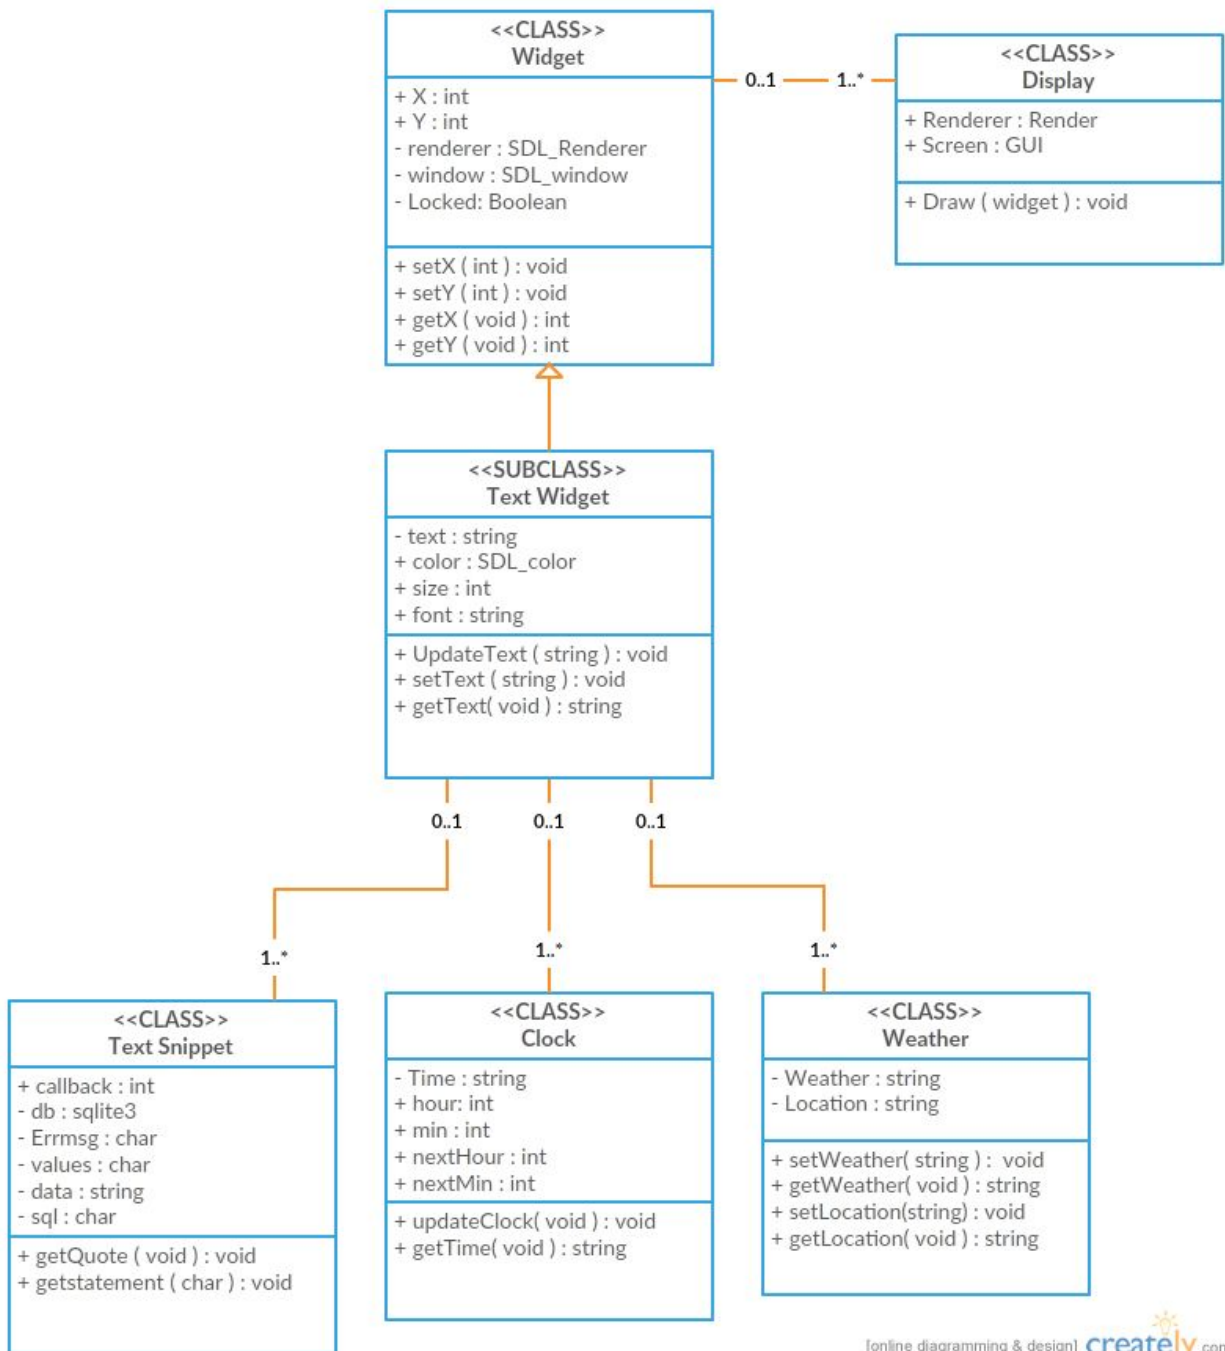 <<CLASS>>
Widget
+ X : int
+ Y : int
- renderer : SDL_Renderer
- window : SDL_window
- Locked: Boolean
+ setX ( int ) : void
+ setY ( int ) : void
+ getX ( void ) : int
+ getY ( void ) : int
0..1
1..*
<<CLASS>>
Display
+ Renderer : Render
+ Screen : GUI
+ Draw ( widget ) : void
<<SUBCLASS>>
Text Widget
- text : string
+ color : SDL_color
+ size : int
+ font : string
+ UpdateText ( string ) : void
+ setText ( string ) : void
+ getText( void ) : string
0..1
0..1
0..1
1..*
1..*
1..*
<<CLASS>>
Text Snippet
+ callback : int
- db : sqlite3
- Errmsg : char
- values : char
- data : string
- sql : char
+ getQuote ( void ) : void
+ getstatement ( char ) : void
<<CLASS>>
Clock
- Time : string
+ hour: int
+ min : int
+ nextHour : int
+ nextMin : int
+ updateClock( void ) : void
+ getTime( void ) : string
<<CLASS>>
Weather
- Weather : string
- Location : string
+ setWeather( string ) :  void
+ getWeather( void ) : string
+ setLocation(string) : void
+ getLocation( void ) : string
[online diagramming & design] creately.com